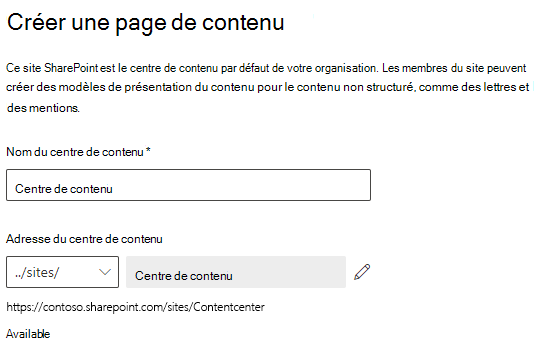 Créer une page de contenu
Ce site SharePoint est le centre de contenu par défaut de votre organisation. Les membres du site peuvent
créer des modèles de présentation du contenu pour le contenu non structuré, comme des lettres et
des mentions.
Nom du centre de contenu *
Centre de contenu
Adresse du centre de contenu
../sites/ Centre de contenu
https://contoso.sharepoint.com/sites/Contentcenter
Available